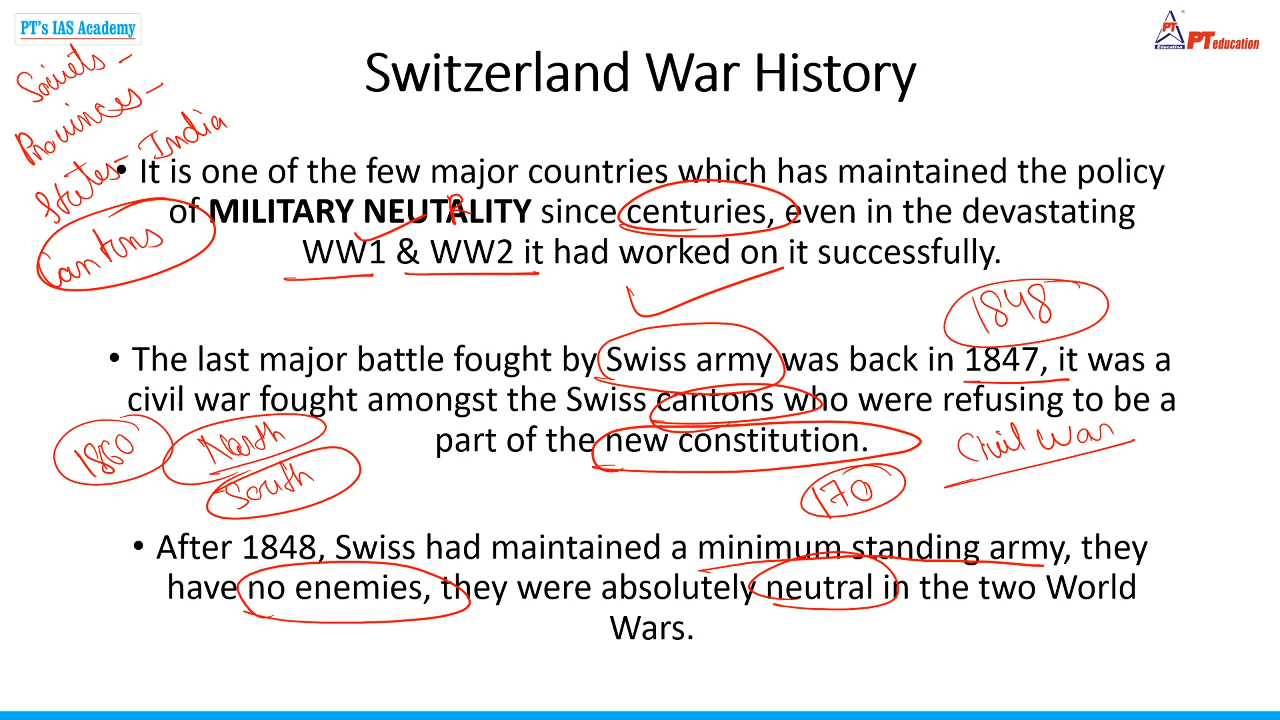 PT's IAS Academy
PT
Education
PT education
Switzerland War History
Soviets -
Provinces -
States - India
Cantons
• It is one of the few major countries which has maintained the policy
of MILITARY NEUTALITY since centuries, even in the devastating
R
WW1 & WW2 it had worked on it successfully.
1848
• The last major battle fought by Swiss army was back in 1847, it was a
civil war fought amongst the Swiss cantons who were refusing to be a
part of the new constitution.
1860
North
South
Civil War
170
• After 1848, Swiss had maintained a minimum standing army, they
have no enemies, they were absolutely neutral in the two World
Wars.